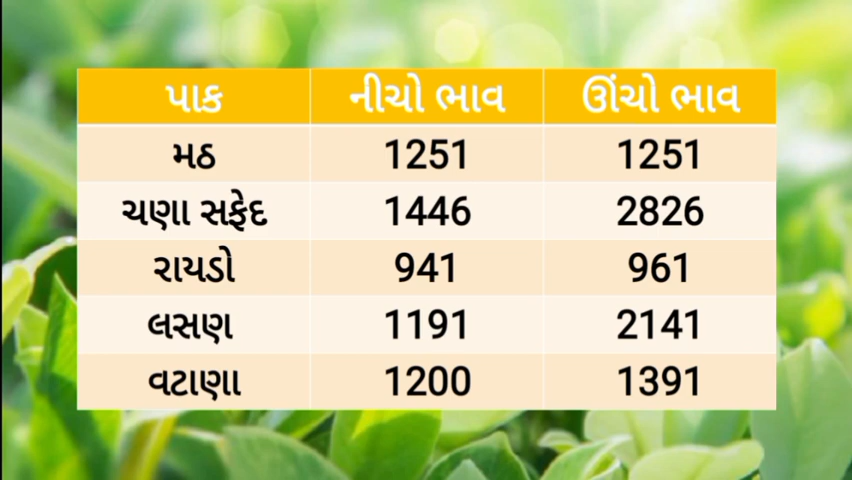 પાક નીચો ભાવ ઊંચો ભાવ
મઠ 1251 1251
ચણા સફેદ 1446 2826
રાયડો 941 961
લસણ 1191 2141
વટાણા 1200 1391